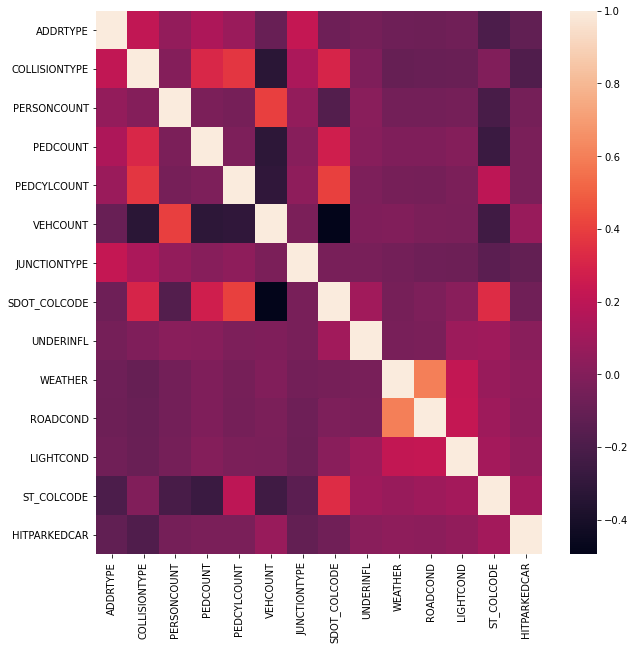 ADDRTYPE
COLLISIONTYPE
PERSONCOUNT
PEDCOUNT
PEDCYLCOUNT
VEHCOUNT
JUNCTIONTYPE
SDOT_COLCODE
UNDERINFL
WEATHER
ROADCOND
LIGHTCOND
ST_COLCODE
HITPARKEDCAR
ADDRTYPE
COLLISIONTYPE
PERSONCOUNT
PEDCOUNT
PEDCYLCOUNT
VEHCOUNT
JUNCTIONTYPE
SDOT_COLCODE
UNDERINFL
WEATHER
ROADCOND
LIGHTCOND
ST_COLCODE
HITPARKEDCAR
1.0
0.8
0.6
0.4
0.2
0.0
−0.2
−0.4